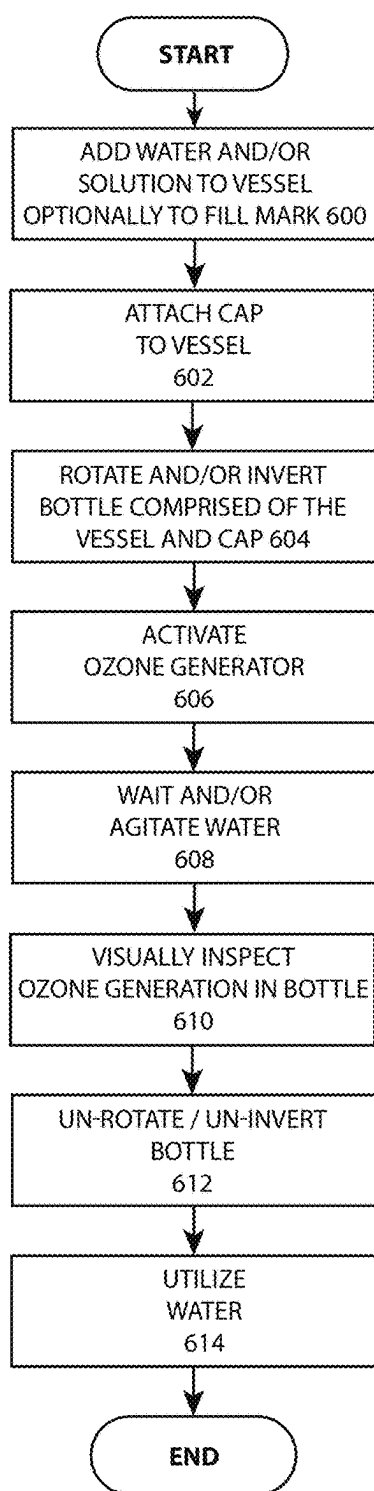 START
ADD WATER AND/OR
SOLUTION TO VESSEL
OPTIONALLY TO FILL MARK 600
ATTACH CAP
TO VESSEL
602
ROTATE AND/OR INVERT
BOTTLE COMPRISED OF THE
VESSEL AND CAP 604
ACTIVATE
OZONE GENERATOR
606
WAIT AND/OR
AGITATE WATER
608
VISUALLY INSPECT
OZONE GENERATION IN BOTTLE
610
UN-ROTATE / UN-INVERT
BOTTLE
612
UTILIZE
WATER
614
END